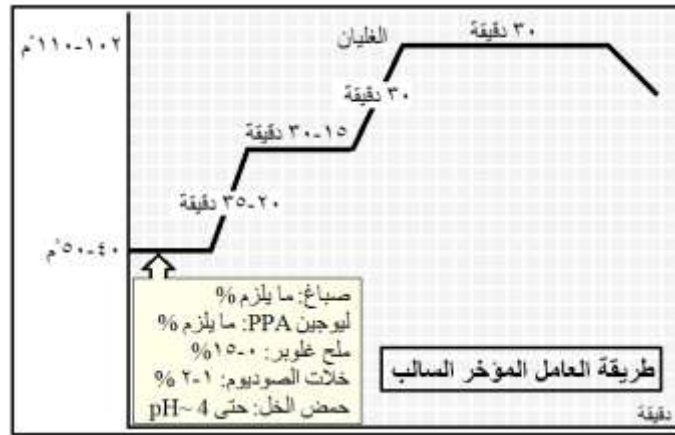 ١٠٢-١١٠°م
الغليان
٣٠ دقيقة
٣٠ دقيقة
١٥-٣٠ دقيقة
٢٠-٣٥ دقيقة
٤٠-٥٠°م
صباغ: ما يلزم %
ليوجين PPA: ما يلزم %
ملح غلوبر: ٠-١٥%
خلات الصوديوم: ١-٢ %
حمض الخل: حتى pH~ 4
طريقة العامل المؤخر السالب
دقيقة